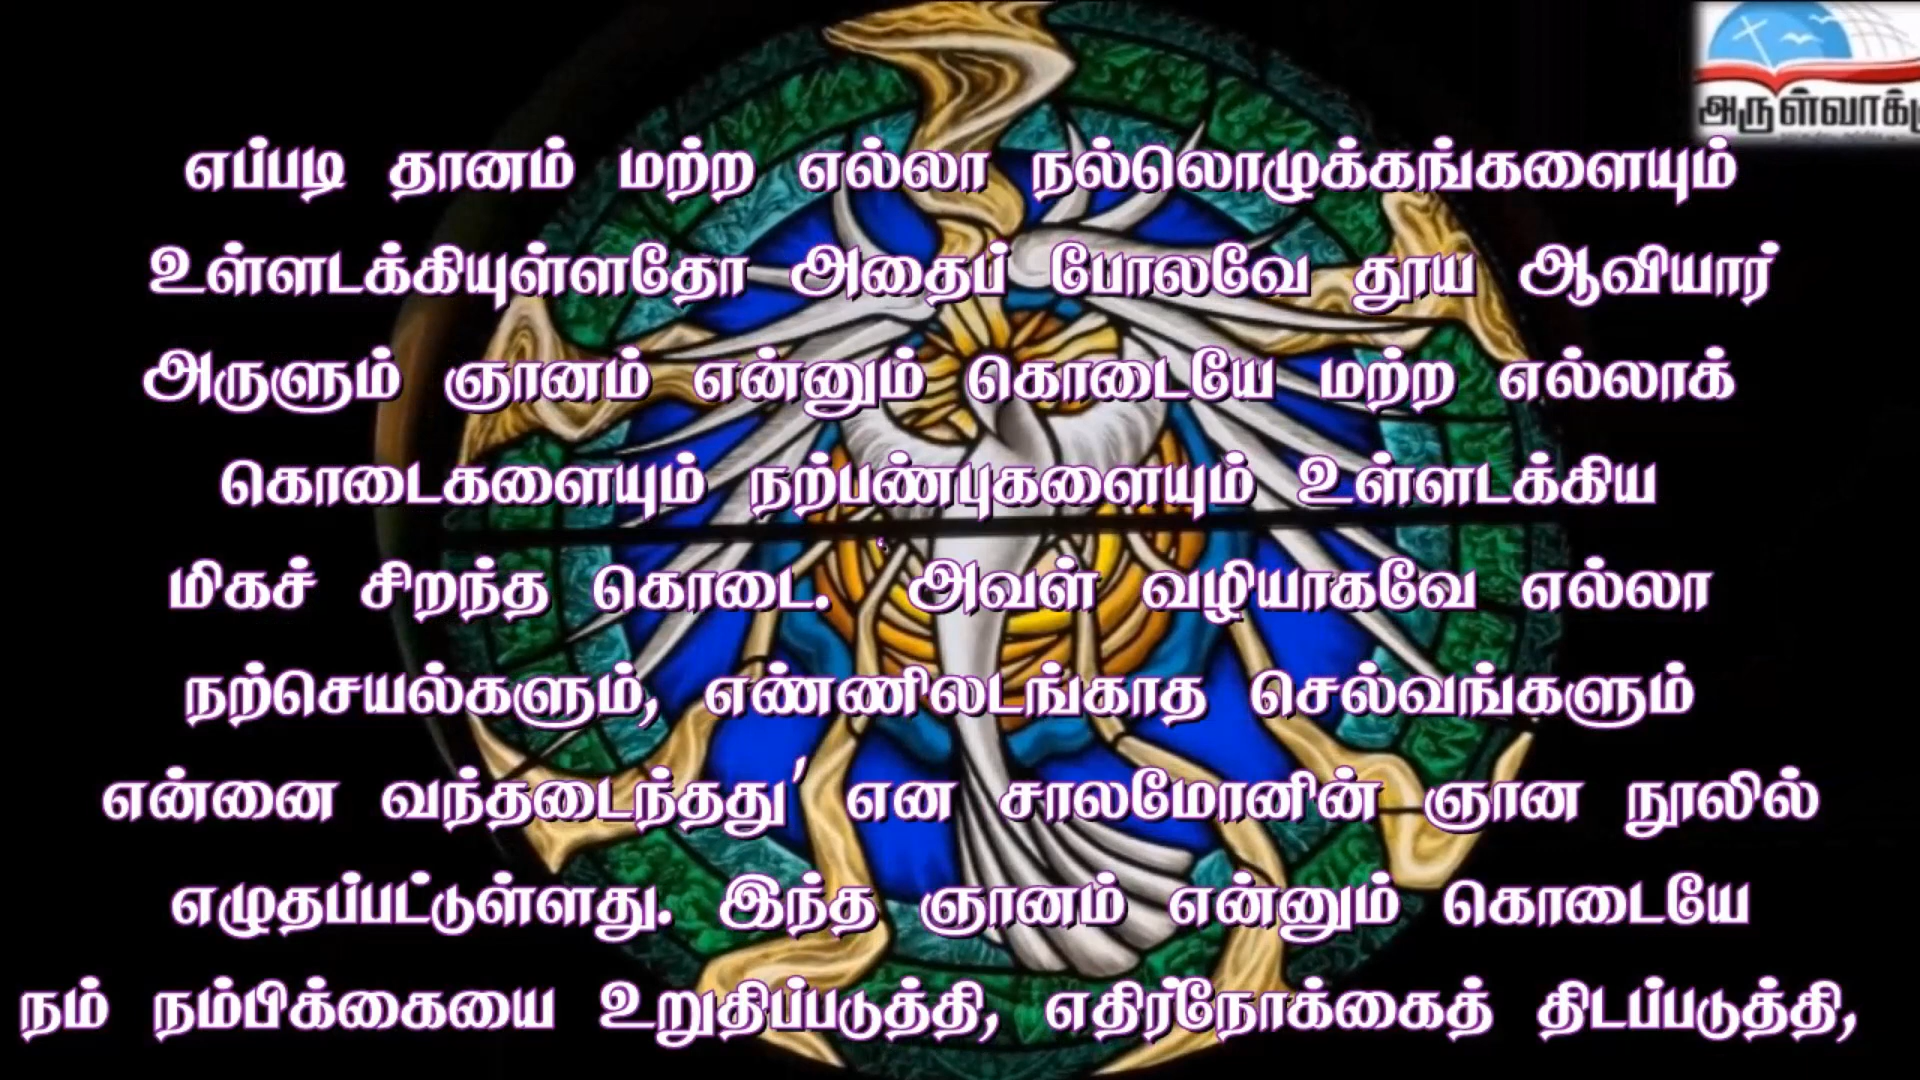 அருள்வாக்கு
எப்படி தானம் மற்ற எல்லா நல்லொழுக்கங்களையும்
உள்ளடக்கியுள்ளதோ அதைப் போலவே தூய ஆவியார்
அருளும் ஞானம் என்னும் கொடையே மற்ற எல்லாக்
கொடைகளையும் நற்பண்புகளையும் உள்ளடக்கிய
மிகச் சிறந்த கொடை. ‘அவள் வழியாகவே எல்லா
நற்செயல்களும், எண்ணிலடங்காத செல்வங்களும்
என்னை வந்தடைந்தது' என சாலமோனின் ஞான நூலில்
எழுதப்பட்டுள்ளது. இந்த ஞானம் என்னும் கொடையே
நம் நம்பிக்கையை உறுதிப்படுத்தி, எதிர்நோக்கைத் திடப்படுத்தி,